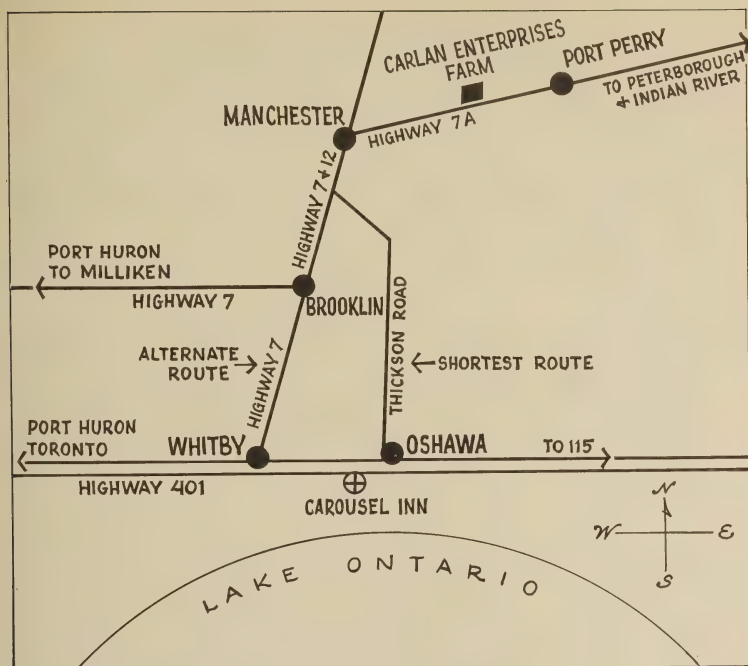 CARLAN ENTERPRISES
FARM
PORT PERRY
TO PETERBOROUGH
+ INDIAN RIVER
MANCHESTER
HIGHWAY 7A
HIGHWAY 7+12
PORT HURON
TO MILLIKEN
HIGHWAY 7
BROOKLIN
ALTERNATE
ROUTE
HIGHWAY 7
THICKSON ROAD
SHORTEST ROUTE
PORT HURON
TORONTO
WHITBY
OSHAWA
TO 115
HIGHWAY 401
CAROUSEL INN
N
W E
S
LAKE ONTARIO